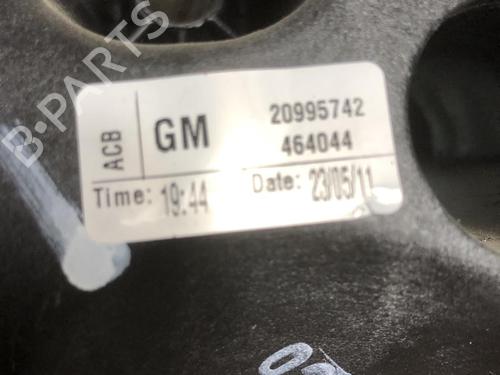 B-PARTS
ACB
GM
20995742
464044
Time: 19:44
Date: 23/05/11